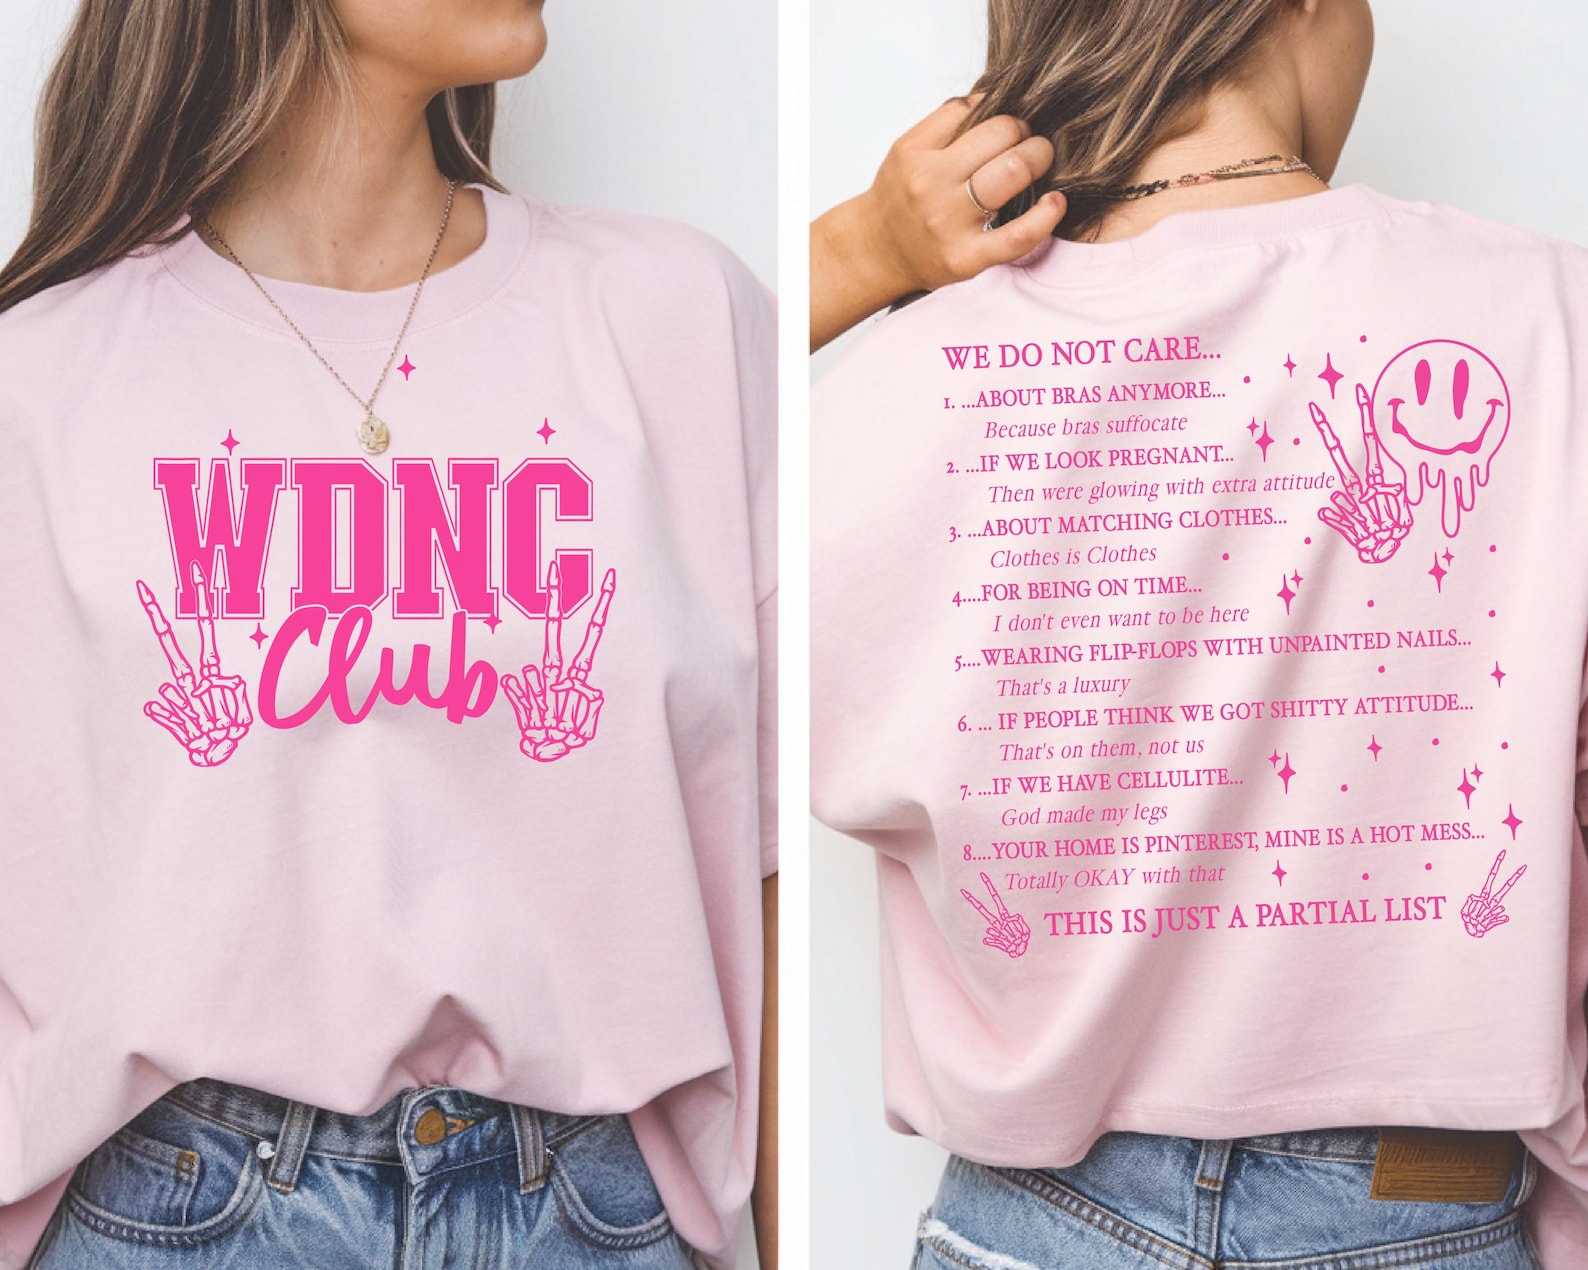 WDNC
Club
WE DO NOT CARE...
1. ...ABOUT BRAS ANYMORE...
Because bras suffocate
2. ...IF WE LOOK PREGNANT...
Then were glowing with extra attitude
3. ...ABOUT MATCHING CLOTHES...
Clothes is Clothes
4....FOR BEING ON TIME...
I don't even want to be here
5....WEARING FLIP-FLOPS WITH UNPAINTED NAILS...
That's a luxury
6. ... IF PEOPLE THINK WE GOT SHITTY ATTITUDE...
That's on them, not us
7. ...IF WE HAVE CELLULITE...
God made my legs
8....YOUR HOME IS PINTEREST, MINE IS A HOT MESS...
Totally OKAY with that
THIS IS JUST A PARTIAL LIST